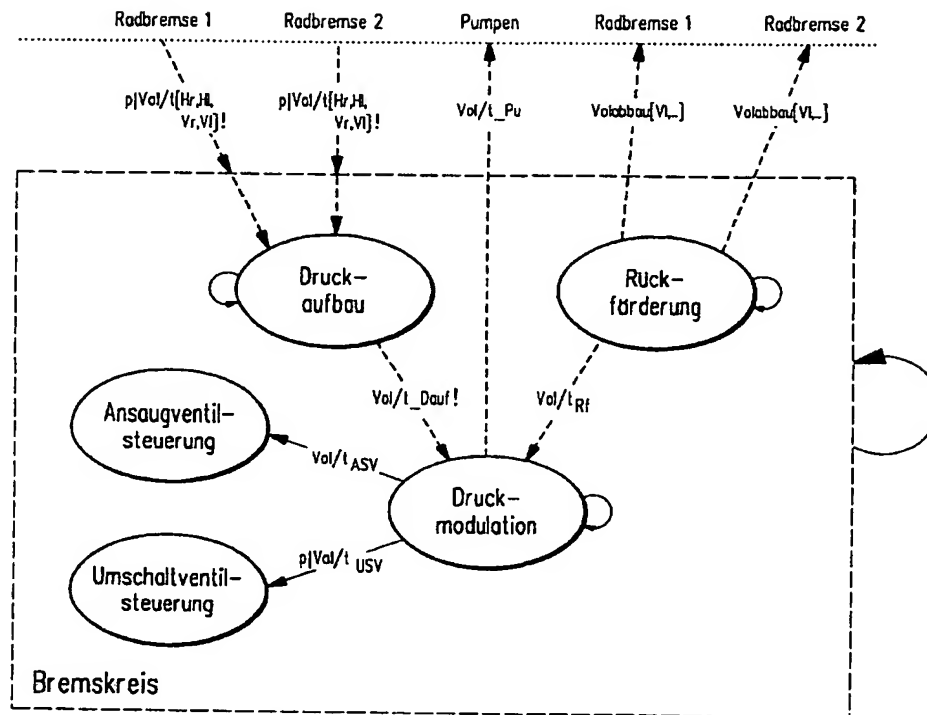 Radbremse 1
Radbremse 2
Pumpen
Radbremse 1
Radbremse 2
p|Vol/t{Hr,Hl,
Vr,Vl}!
p|Vol/t{Hr,Hl,
Vr,Vl}!
Vol/t_Pu
Volabbau{Vl,_}
Volabbau{Vl,_}
Druck-
aufbau
Rück-
förderung
Vol/t_Dauf!
Vol/t Rf
Ansaugventil-
steuerung
Vol/t ASV
Druck-
modulation
p|Vol/t USV
Umschaltventil-
steuerung
Bremskreis